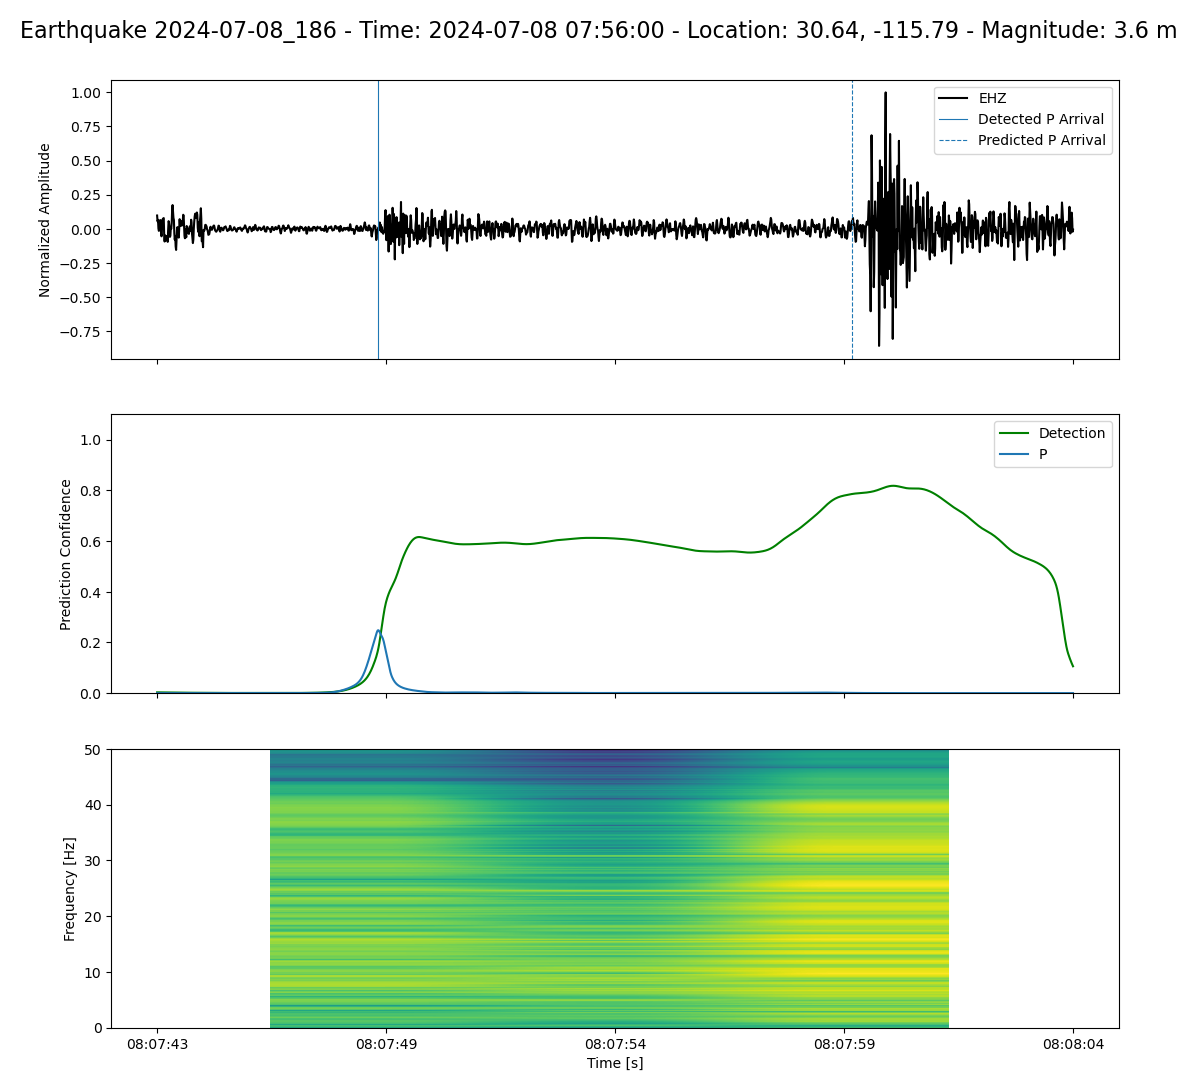 Earthquake 2024-07-08_186 - Time: 2024-07-08 07:56:00 - Location: 30.64, -115.79 - Magnitude: 3.6 m
Normalized Amplitude
1.00
0.75
0.50
0.25
0.00
−0.25
−0.50
−0.75
EHZ
Detected P Arrival
Predicted P Arrival
Prediction Confidence
1.0
0.8
0.6
0.4
0.2
0.0
Detection
P
Frequency [Hz]
50
40
30
20
10
0
08:07:43 08:07:49 08:07:54 08:07:59 08:08:04
Time [s]